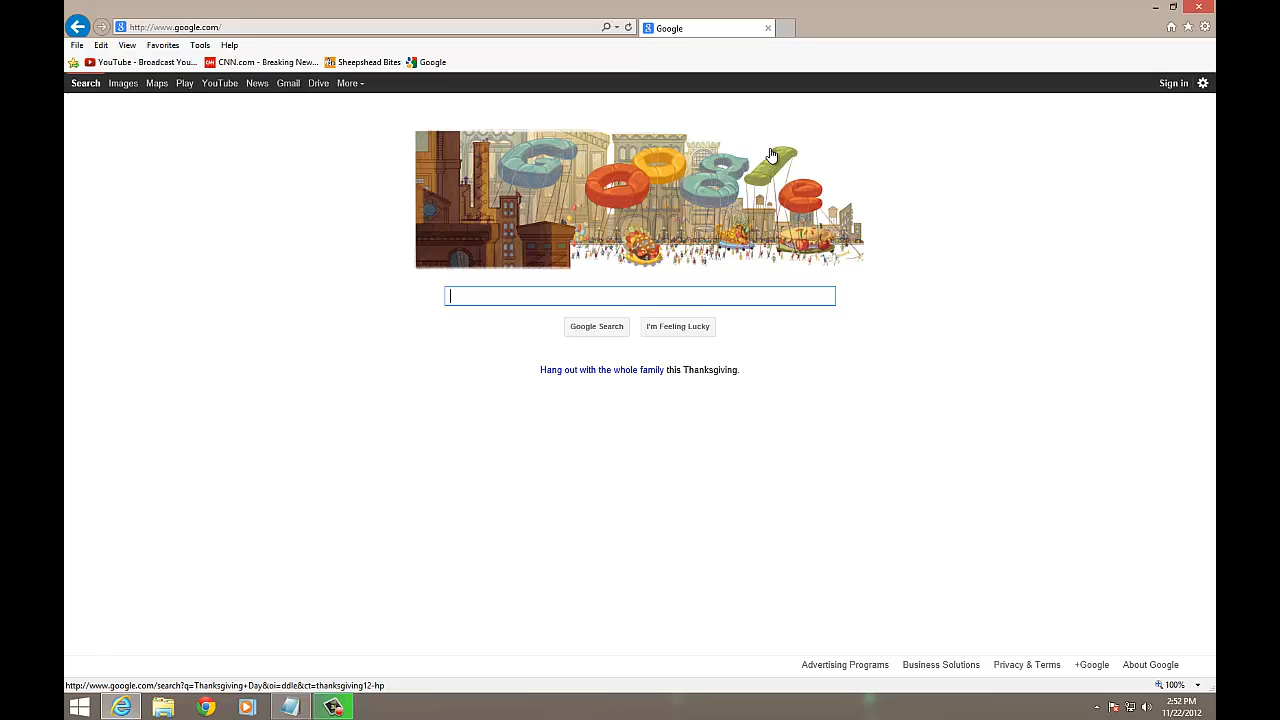 http://www.google.com/
Google
File Edit View Favorites Tools Help
YouTube - Broadcast You... CNN.com - Breaking New... Sheepshead Bites Google
Search Images Maps Play YouTube News Gmail Drive More Sign in
Google
Google Search I'm Feeling Lucky
Hang out with the whole family this Thanksgiving.
Advertising Programs Business Solutions Privacy & Terms +Google About Google
http://www.google.com/search?q=Thanksgiving+Day&oi=ddle&ct=thanksgiving12-hp 100%
2:52 PM
11/22/2012